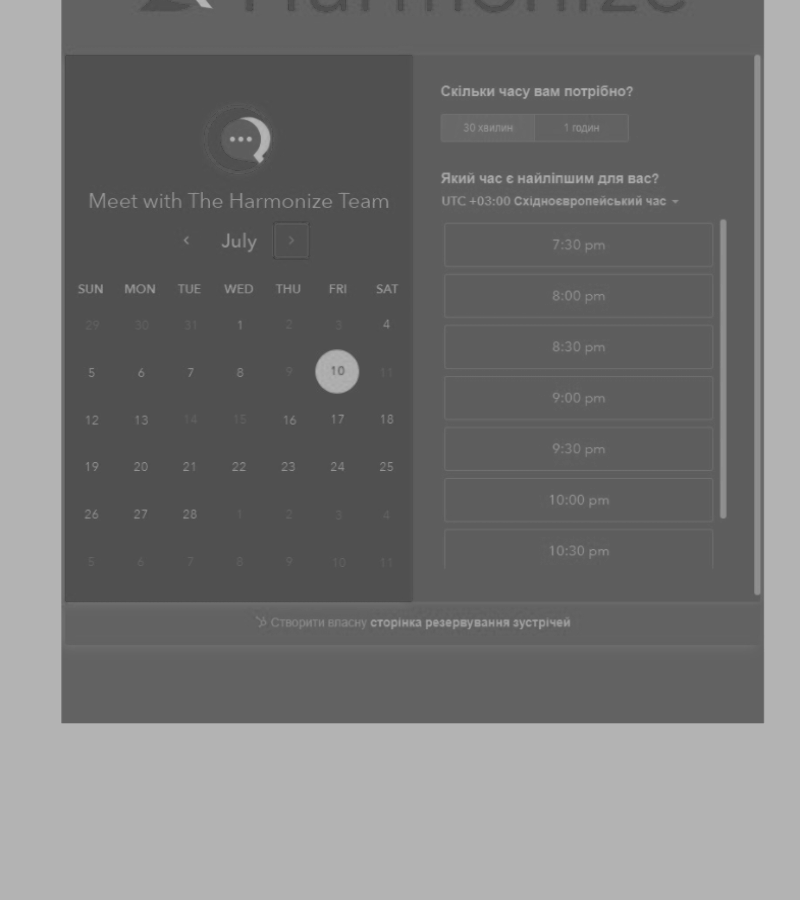 Harmonize
Meet with The Harmonize Team
July
SUN MON TUE WED THU FRI SAT
29 30 31 1 2 3 4
5 6 7 8 9 10 11
12 13 14 15 16 17 18
19 20 21 22 23 24 25
26 27 28 1 2 3 4
5 6 7 8 9 10 11
Скільки часу вам потрібно?
30 хвилин 1 годин
Який час є найліпшим для вас?
UTC +03:00 Східноєвропейський час
7:30 pm
8:00 pm
8:30 pm
9:00 pm
9:30 pm
10:00 pm
10:30 pm
Створити власну сторінка резервування зустрічей